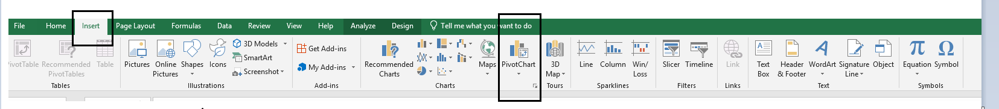 File Home Insert Page Layout Formulas Data Review View Help Analyze Design Tell me what you want to do
PivotTable
Recommended
PivotTables
Table
Tables
Pictures
Online
Pictures
Shapes
Icons
3D Models
SmartArt
Screenshot
Illustrations
Get Add-ins
My Add-ins
Add-ins
Recommended
Charts
Maps
PivotChart
Charts
3D
Map
Tours
Line
Column
Win/
Loss
Sparklines
Slicer
Timeline
Filters
Link
Links
Text
Box
Header
& Footer
WordArt
Signature
Line
Object
Text
π
Equation
Ω
Symbol
Symbols